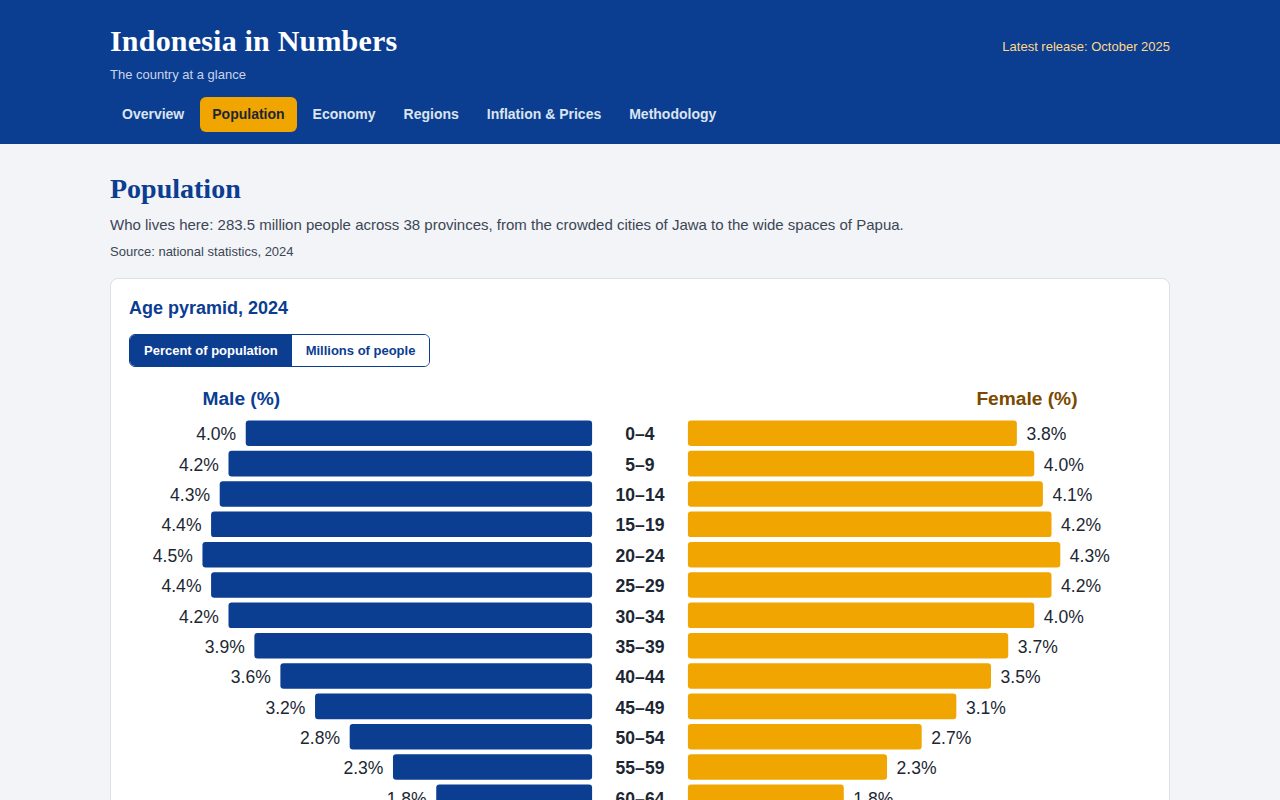 Indonesia in Numbers
Latest release: October 2025
The country at a glance
Overview Population Economy Regions Inflation & Prices Methodology
Population
Who lives here: 283.5 million people across 38 provinces, from the crowded cities of Jawa to the wide spaces of Papua.
Source: national statistics, 2024
Age pyramid, 2024
Percent of population Millions of people
Male (%) Female (%)
4.0% 0–4 3.8%
4.2% 5–9 4.0%
4.3% 10–14 4.1%
4.4% 15–19 4.2%
4.5% 20–24 4.3%
4.4% 25–29 4.2%
4.2% 30–34 4.0%
3.9% 35–39 3.7%
3.6% 40–44 3.5%
3.2% 45–49 3.1%
2.8% 50–54 2.7%
2.3% 55–59 2.3%
1.8% 60–64 1.8%